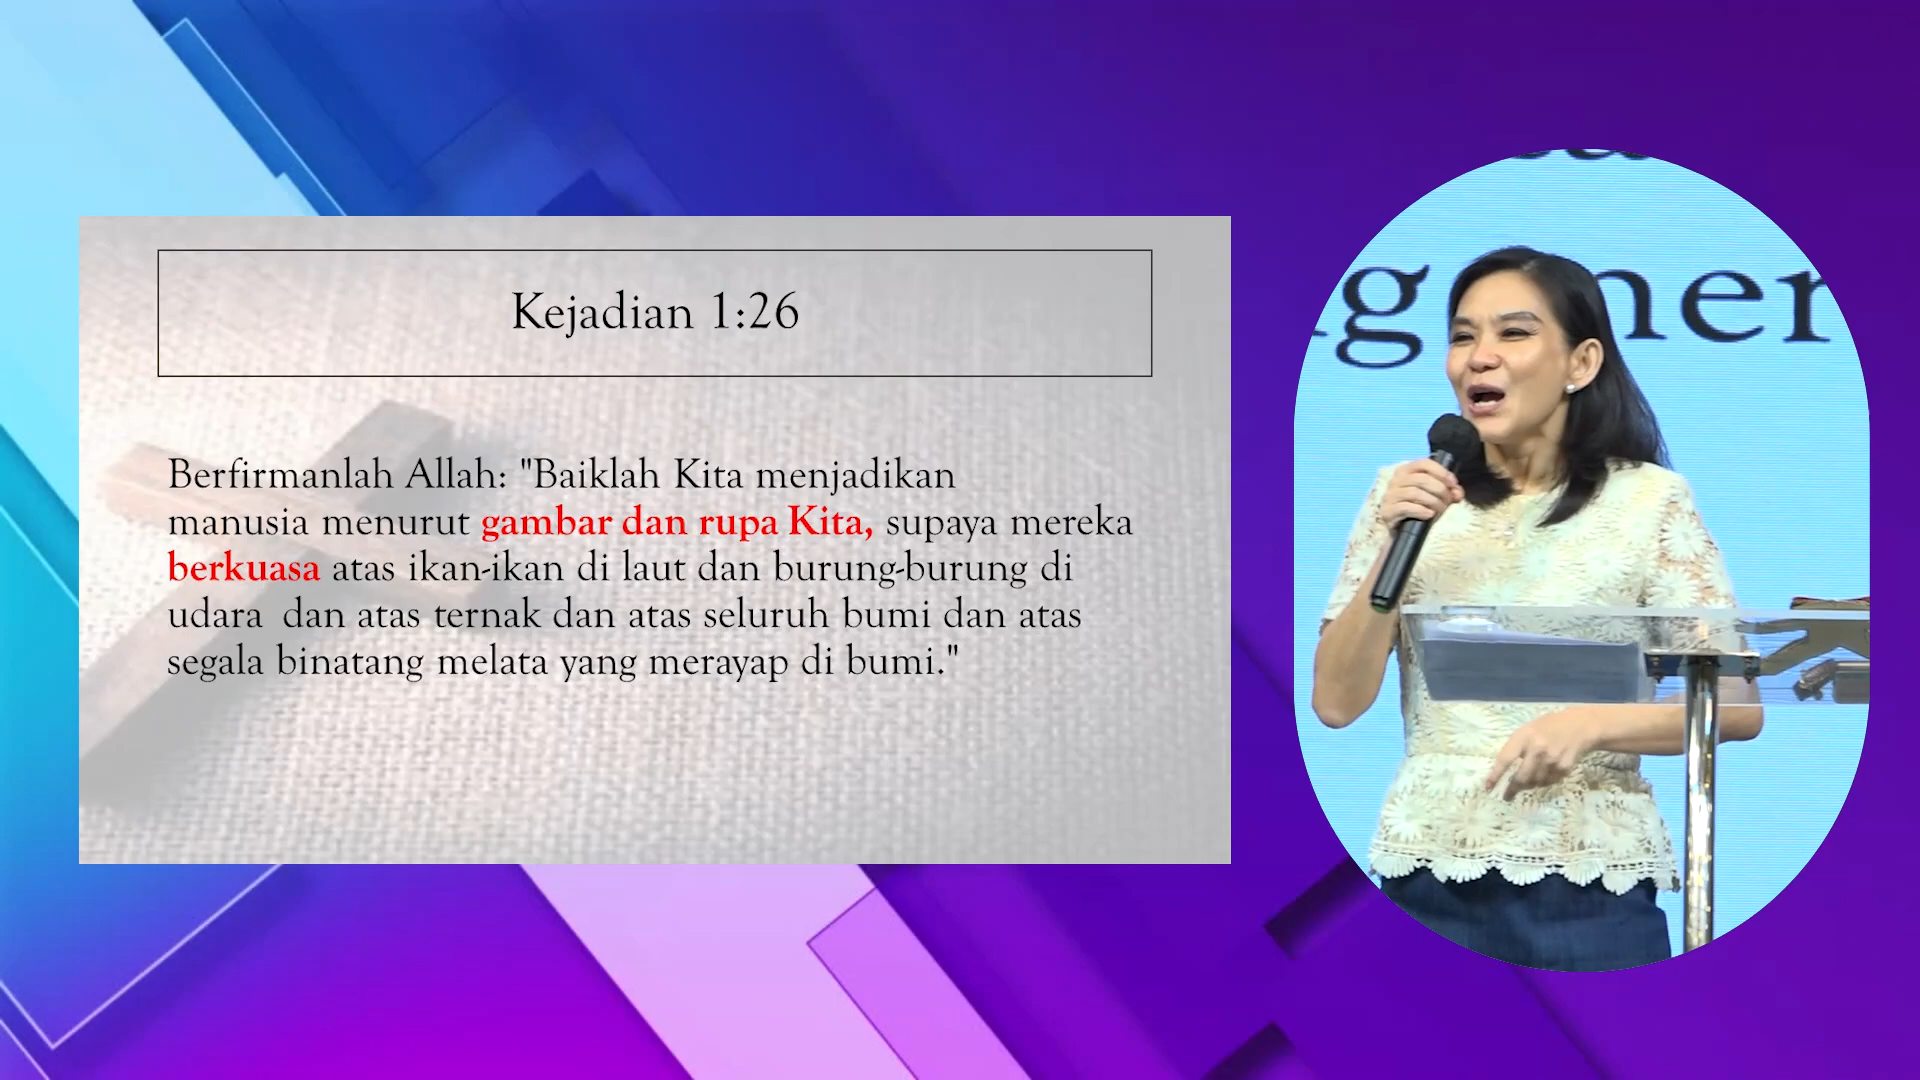 Kejadian 1:26
Berfirmanlah Allah: "Baiklah Kita menjadikan
manusia menurut gambar dan rupa Kita, supaya mereka
berkuasa atas ikan-ikan di laut dan burung-burung di
udara  dan atas ternak dan atas seluruh bumi dan atas
segala binatang melata yang merayap di bumi."